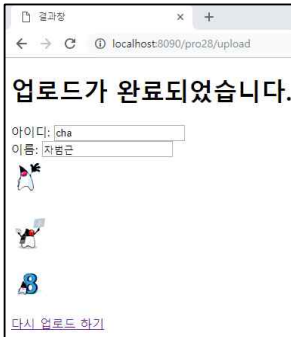 결과창
localhost:8090/pro28/upload
업로드가 완료되었습니다.
아이디: cha
이름: 차범근
다시 업로드 하기